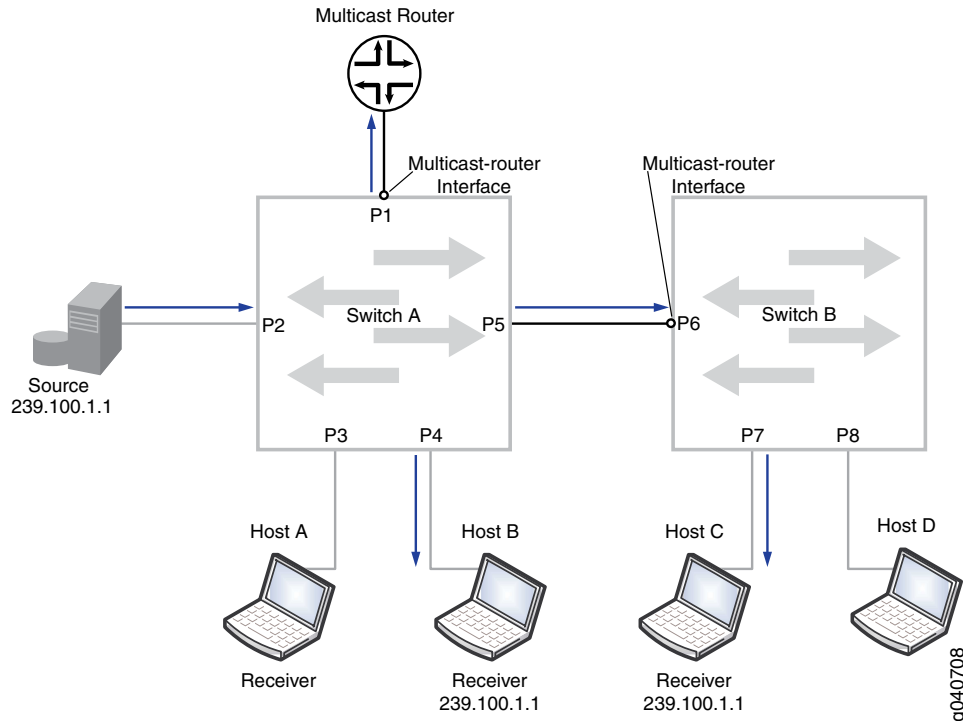 Multicast Router
Multicast-router
Interface
Multicast-router
Interface
P1
P2
Switch A
P5
P6
Switch B
Source
239.100.1.1
P3
P4
P7
P8
Host A
Host B
Host C
Host D
Receiver
Receiver
239.100.1.1
Receiver
239.100.1.1
g040708